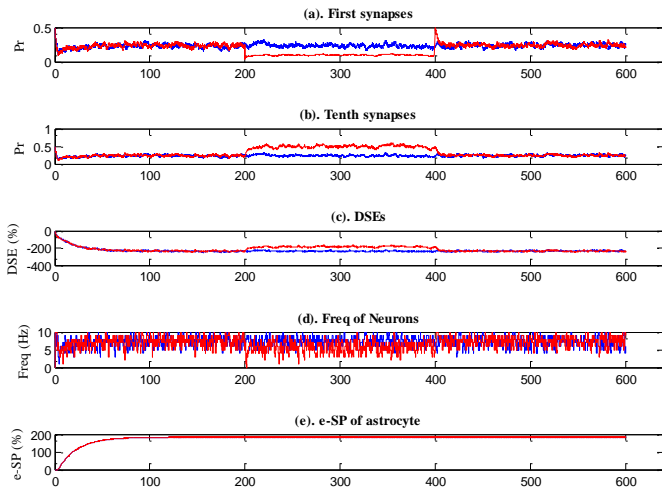 (a). First synapses
0.5
Pr
0
0 100 200 300 400 500 600
(b). Tenth synapses
1
Pr
0.5
0
0 100 200 300 400 500 600
(c). DSEs
0
DSE (%)
-200
-400
0 100 200 300 400 500 600
(d). Freq of Neurons
10
Freq (Hz)
5
0
0 100 200 300 400 500 600
(e). e-SP of astrocyte
200
e-SP (%)
100
0
0 100 200 300 400 500 600